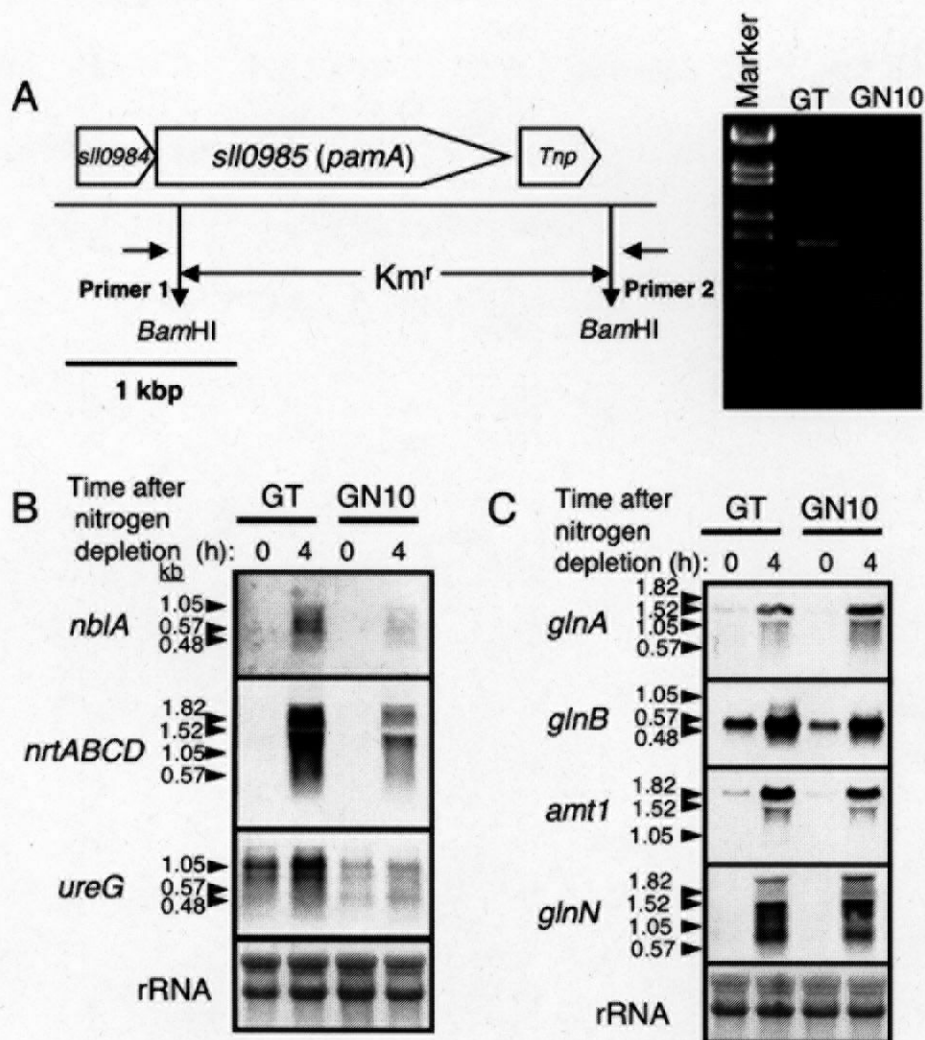 A
sll0984
sll0985 (pamA)
Tnp
Marker
GT GN10
Primer 1
Kmʳ
Primer 2
BamHI
BamHI
1 kbp
B
Time after
nitrogen
depletion (h):
GT GN10
0 4 0 4
kb
nblA
1.05
0.57
0.48
nrtABCD
1.82
1.52
1.05
0.57
ureG
1.05
0.57
0.48
rRNA
C
Time after
nitrogen
depletion (h):
GT GN10
0 4 0 4
glnA
1.82
1.52
1.05
0.57
glnB
1.05
0.57
0.48
amt1
1.82
1.52
1.05
glnN
1.82
1.52
1.05
0.57
rRNA